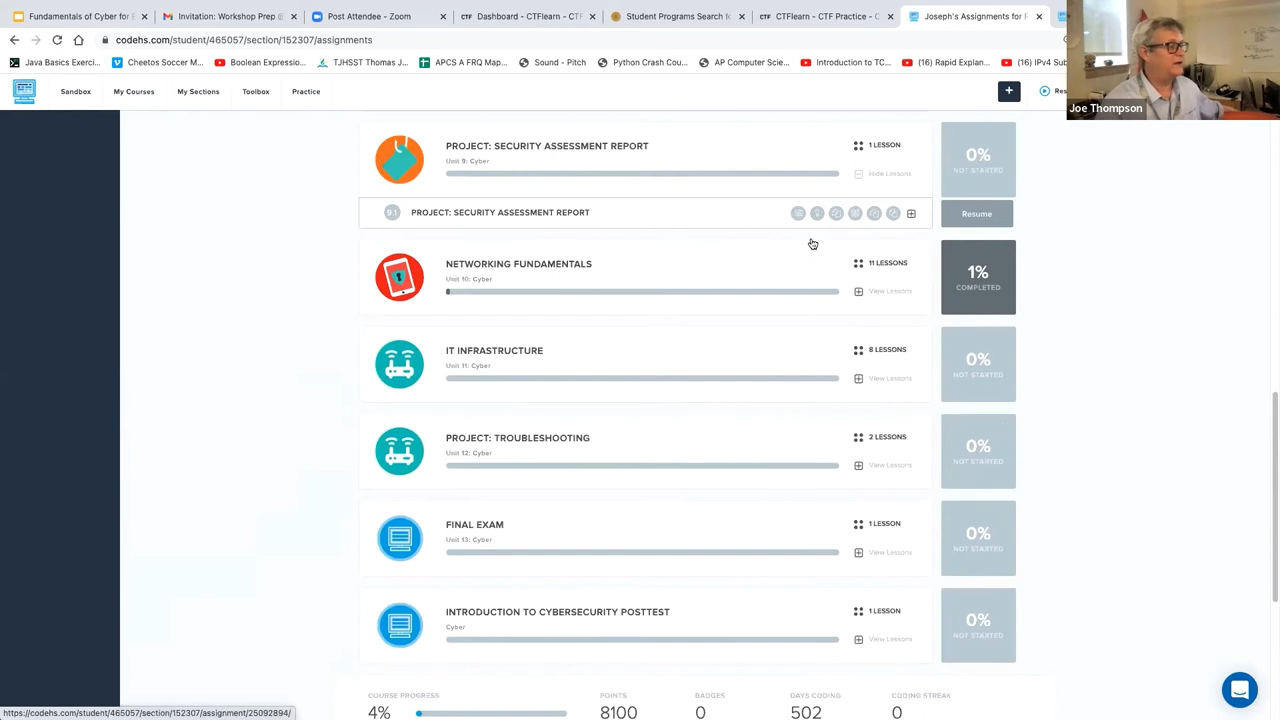 Fundamentals of Cyber for E
Invitation: Workshop Prep @
Post Attendee - Zoom
CTF Dashboard - CTFLearn - CTF
Student Programs Search fo
CTF CTFlearn - CTF Practice - C
Joseph's Assignments for F
codehs.com/student/465057/section/152307/assignments
Java Basics Exerci...
Cheetos Soccer M...
Boolean Expressio...
TJHSST Thomas J...
APCS A FRQ Map...
Sound - Pitch
Python Crash Cou...
AP Computer Scie...
Introduction to TC...
(16) Rapid Explan...
(16) IPv4 Sub
Sandbox
My Courses
My Sections
Toolbox
Practice
+
Res
Joe Thompson
PROJECT: SECURITY ASSESSMENT REPORT
Unit 9: Cyber
1 LESSON
Hide Lessons
0%
NOT STARTED
9.1
PROJECT: SECURITY ASSESSMENT REPORT
Resume
NETWORKING FUNDAMENTALS
Unit 10: Cyber
11 LESSONS
View Lessons
1%
COMPLETED
IT INFRASTRUCTURE
Unit 11: Cyber
8 LESSONS
View Lessons
0%
NOT STARTED
PROJECT: TROUBLESHOOTING
Unit 12: Cyber
2 LESSONS
View Lessons
0%
NOT STARTED
FINAL EXAM
Unit 13: Cyber
1 LESSON
View Lessons
0%
NOT STARTED
INTRODUCTION TO CYBERSECURITY POSTTEST
Cyber
1 LESSON
View Lessons
0%
NOT STARTED
COURSE PROGRESS
4%
POINTS
8100
BADGES
0
DAYS CODING
502
CODING STREAK
0
https://codehs.com/student/465057/section/152307/assignment/25092894/